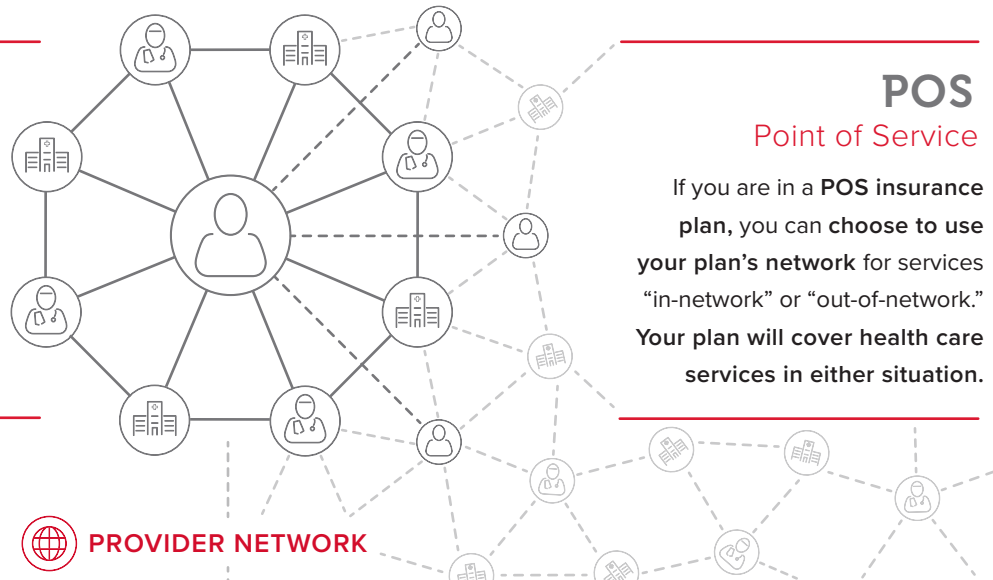 POS
Point of Service
If you are in a POS insurance
plan, you can choose to use
your plan’s network for services
“in-network” or “out-of-network.”
Your plan will cover health care
services in either situation.
PROVIDER NETWORK